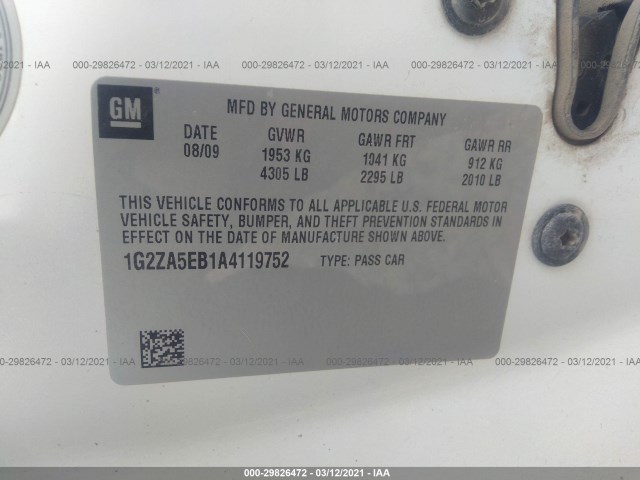 000-29826472 - 03/12/2021 - IAA
GM
MFD BY GENERAL MOTORS COMPANY
DATE GVWR GAWR FRT GAWR RR
08/09 1953 KG 1041 KG 912 KG
4305 LB 2295 LB 2010 LB
THIS VEHICLE CONFORMS TO ALL APPLICABLE U.S. FEDERAL MOTOR
VEHICLE SAFETY, BUMPER, AND THEFT PREVENTION STANDARDS IN
EFFECT ON THE DATE OF MANUFACTURE SHOWN ABOVE.
1G2ZA5EB1A4119752 TYPE: PASS CAR
000-29826472 - 03/12/2021 - IAA
000-29826472 - 03/12/2021 - IAA